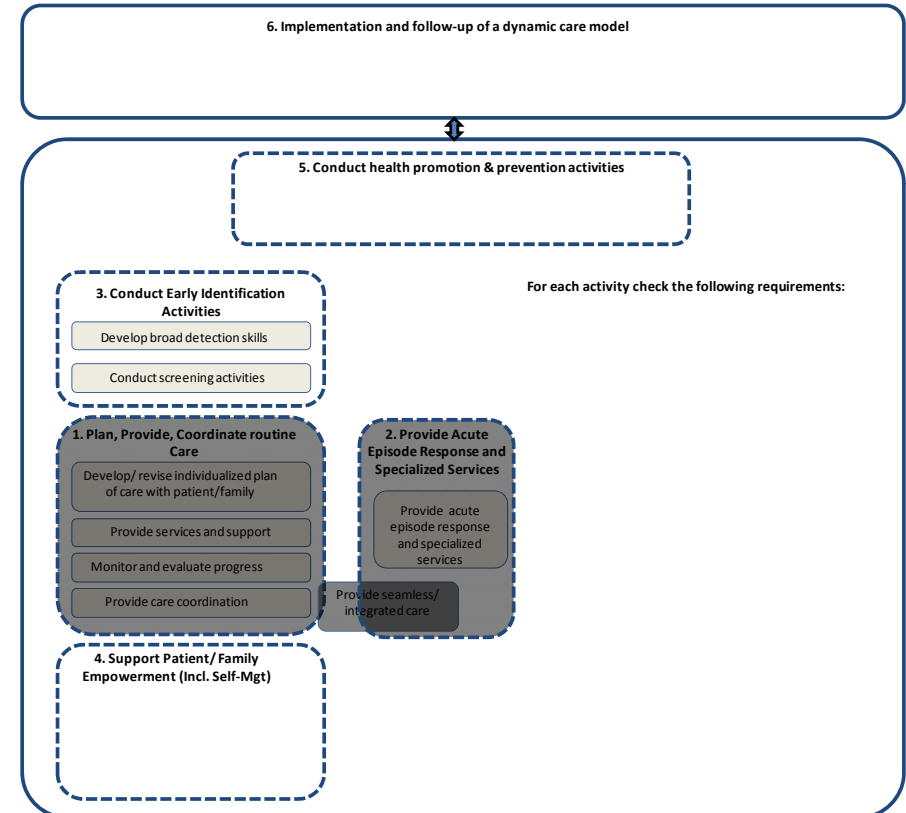 6. Implementation and follow-up of a dynamic care model
5. Conduct health promotion & prevention activities
3. Conduct Early Identification
Activities
Develop broad detection skills
Conduct screening activities
For each activity check the following requirements:
1. Plan, Provide, Coordinate routine
Care
Develop/ revise individualized plan
of care with patient/family
Provide services and support
Monitor and evaluate progress
Provide care coordination
2. Provide Acute
Episode Response and
Specialized Services
Provide acute
episode response
and specialized
services
Provide seamless/
integrated care
4. Support Patient/ Family
Empowerment (Incl. Self-Mgt)